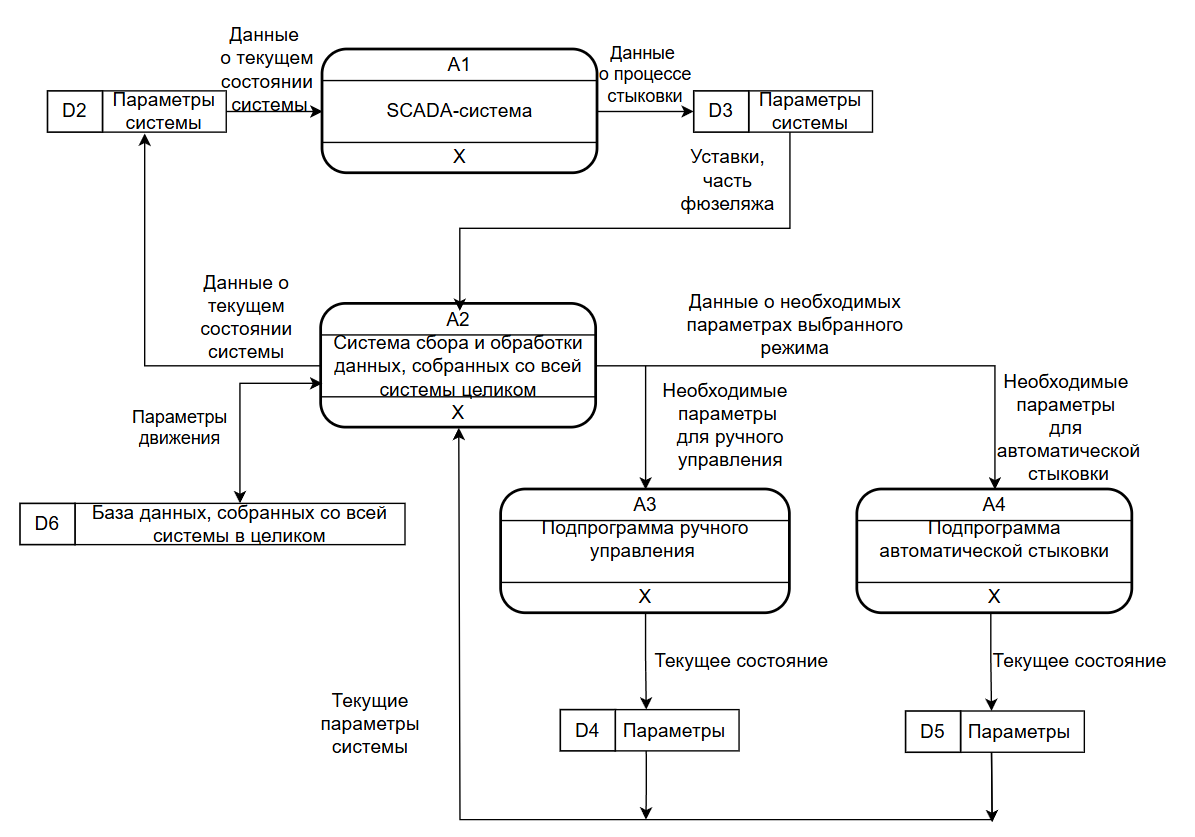 Данные
о текущем
состоянии
системы
A1
SCADA-система
X
Данные
о процессе
стыковки
D2
Параметры
системы
D3
Параметры
системы
Уставки,
часть
фюзеляжа
Данные о
текущем
состоянии
системы
A2
Система сбора и обработки
данных, собранных со всей
системы целиком
X
Данные о необходимых
параметрах выбранного
режима
Параметры
движения
Необходимые
параметры
для ручного
управления
Необходимые
параметры
для
автоматической
стыковки
D6
База данных, собранных со всей
системы в целиком
A3
Подпрограмма ручного
управления
X
A4
Подпрограмма
автоматической стыковки
X
Текущее состояние
Текущее состояние
Текущие
параметры
системы
D4
Параметры
D5
Параметры